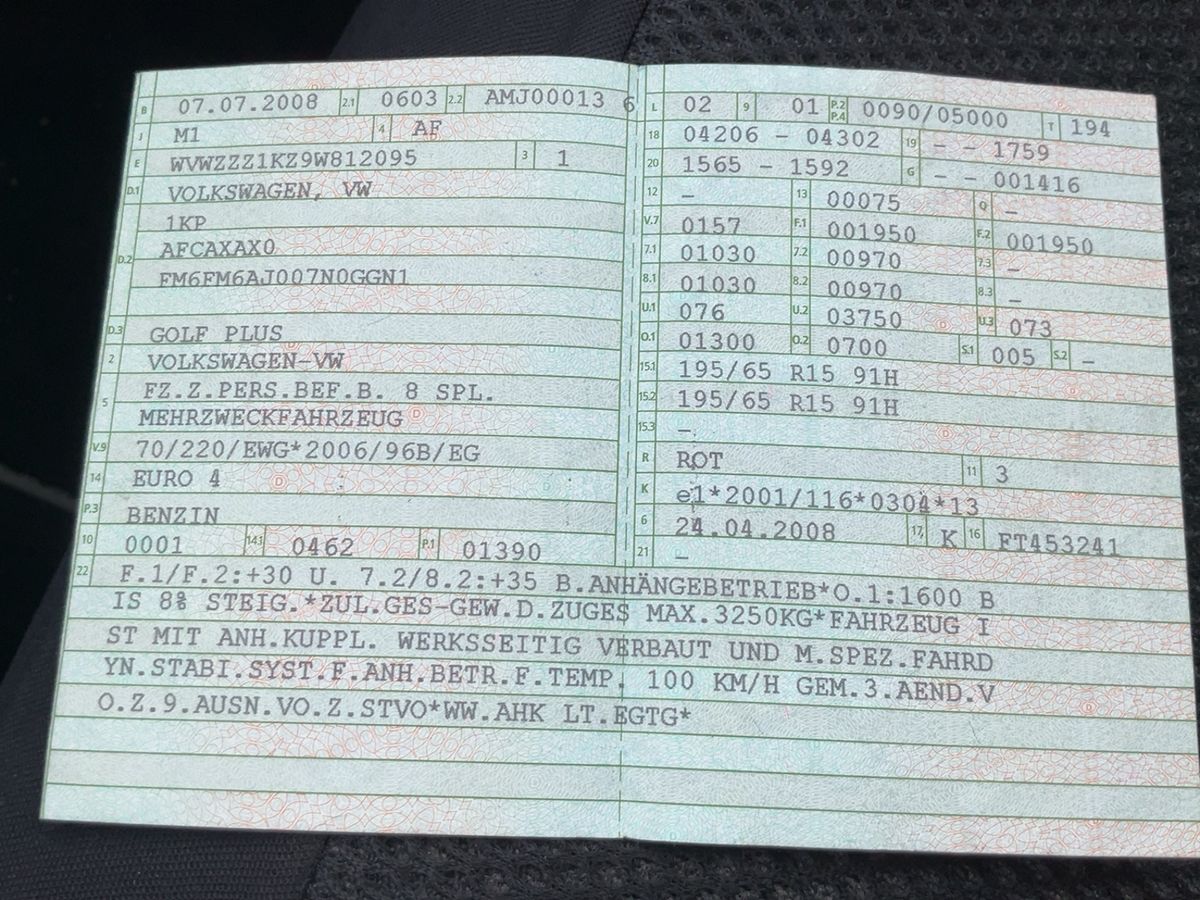 B 07.07.2008 2.1 0603 2.2 AMJ00013 6
J M1 4 AF
E WVWZZZ1KZ9W812095 3 1
D.1 VOLKSWAGEN, VW
1KP
D.2 AFCAXAX0
FM6FM6AJ007N0GGN1
D.3 GOLF PLUS
2 VOLKSWAGEN-VW
5 FZ.Z.PERS.BEF.B. 8 SPL.
MEHRZWECKFAHRZEUG
V.9 70/220/EWG*2006/96B/EG
14 EURO 4
P.3 BENZIN
10 0001 14.1 0462 P.1 01390
L 02 9 01 P.2 P.4 0090/05000 T 194
18 04206 - 04302 19 - - 1759
20 1565 - 1592 G - - 001416
12 - 13 00075 Q -
V.7 0157 F.1 001950 F.2 001950
7.1 01030 7.2 00970 7.3 -
8.1 01030 8.2 00970 8.3 -
U.1 076 U.2 03750 U.3 073
O.1 01300 O.2 0700 S.1 005 S.2 -
15.1 195/65 R15 91H
15.2 195/65 R15 91H
15.3 -
R ROT 11 3
K e1*2001/116*0304*13
6 24.04.2008 17 K 16 FT453241
21 -
22 F.1/F.2:+30 U. 7.2/8.2:+35 B.ANHÄNGEBETRIEB*O.1:1600 B
IS 8% STEIG.*ZUL.GES-GEW.D.ZUGES MAX.3250KG*FAHRZEUG I
ST MIT ANH.KUPPL. WERKSSEITIG VERBAUT UND M.SPEZ.FAHRD
YN.STABI.SYST.F.ANH.BETR.F.TEMP. 100 KM/H GEM.3.AEND.V
O.Z.9.AUSN.VO.Z.STVO*WW.AHK LT.EGTG*